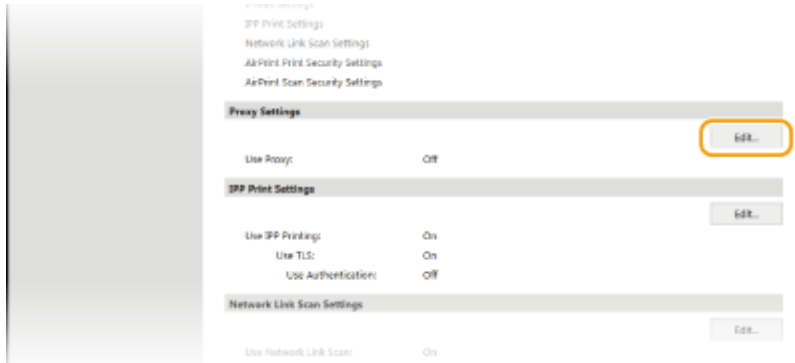 IPP Print Settings
Network Link Scan Settings
AirPrint Print Security Settings
AirPrint Scan Security Settings
Proxy Settings
Edit...
Use Proxy: Off
IPP Print Settings
Edit...
Use IPP Printing: On
Use TLS: On
Use Authentication: Off
Network Link Scan Settings
Edit...
Use Network Link Scan: On